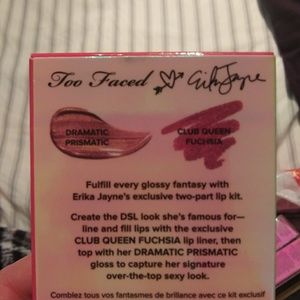 Too Faced Erika Jayne
DRAMATIC
PRISMATIC
CLUB QUEEN
FUCHSIA
Fulfill every glossy fantasy with
Erika Jayne's exclusive two-part lip kit.
Create the DSL look she's famous for—
line and fill lips with the exclusive
CLUB QUEEN FUCHSIA lip liner, then
top with her DRAMATIC PRISMATIC
gloss to capture her signature
over-the-top sexy look.
Comblez tous vos fantasmes de brillance avec ce kit exclusif